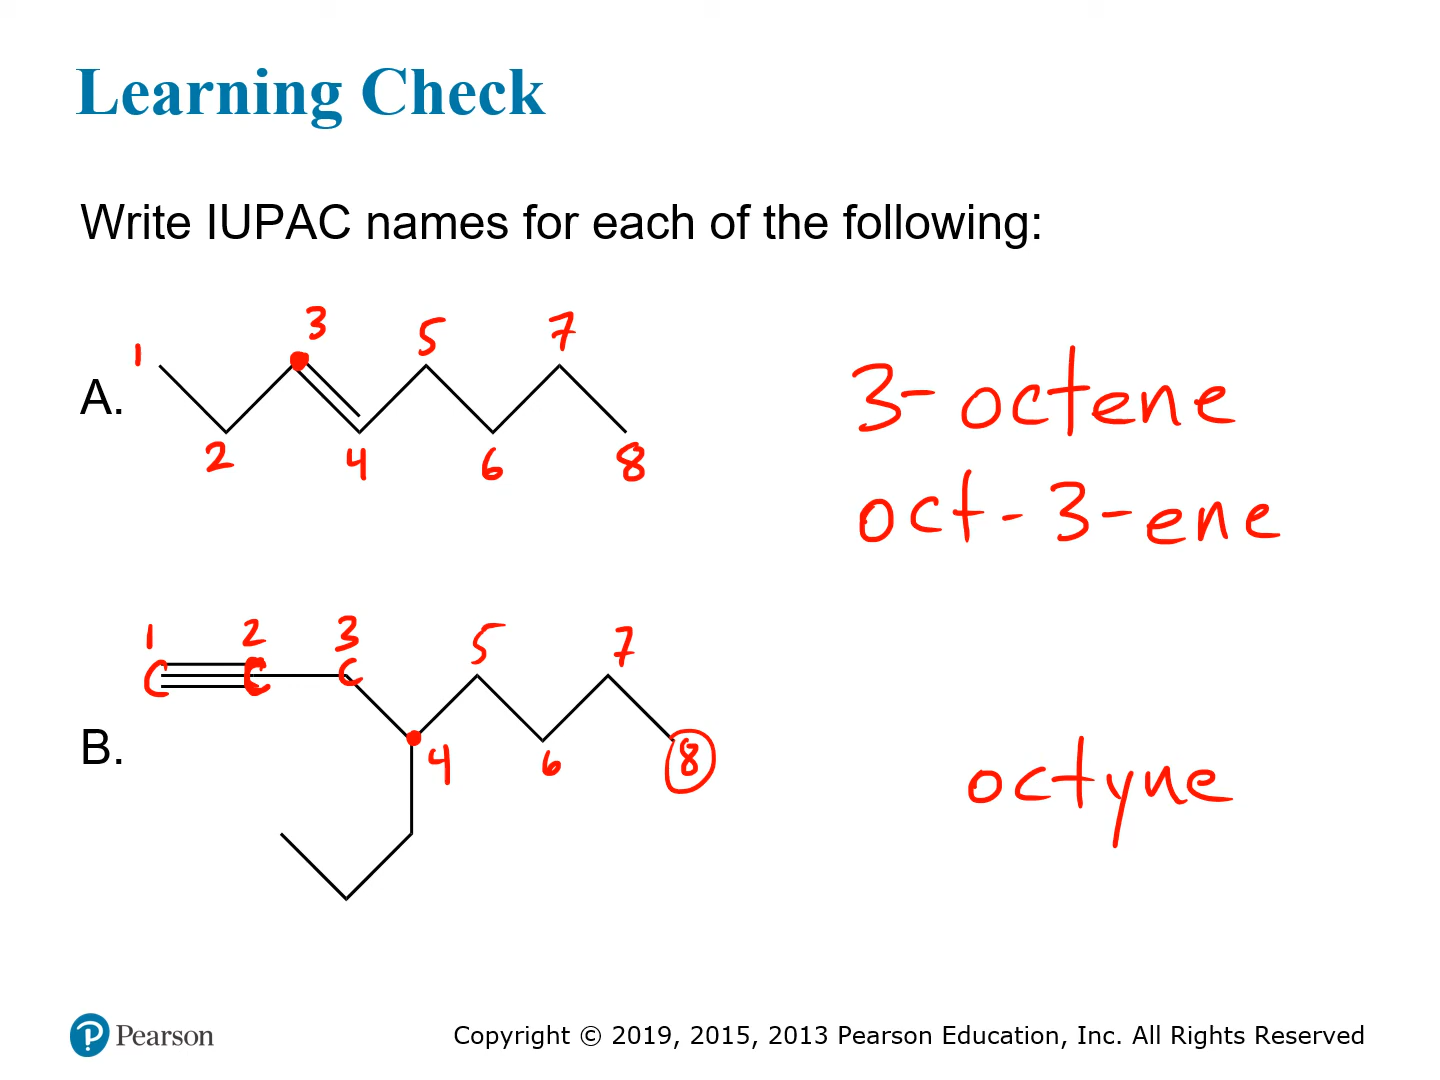 Learning Check
Write IUPAC names for each of the following:
1 2 3 4 5 6 7 8
A.
3-octene
oct-3-ene
1 2 3 4 5 6 7 8
C C C
B.
octyne
Pearson
Copyright © 2019, 2015, 2013 Pearson Education, Inc. All Rights Reserved